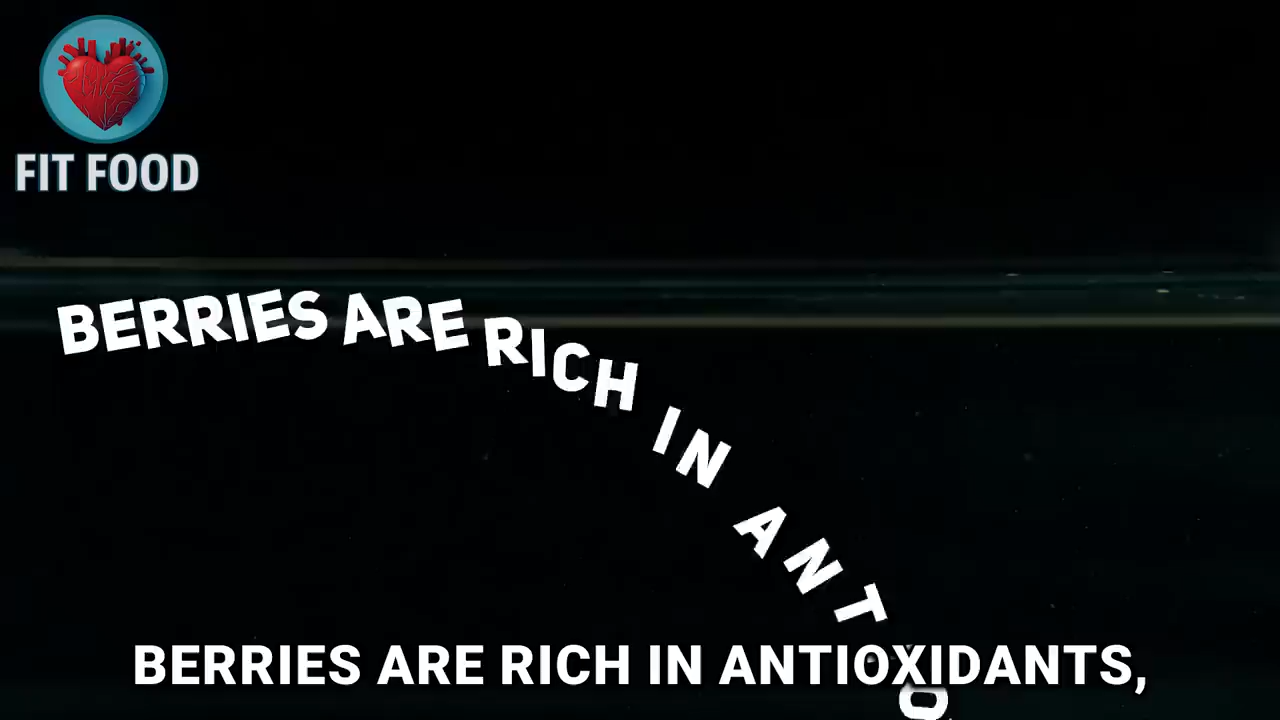 FIT FOOD
BERRIES ARE RICH IN ANT
BERRIES ARE RICH IN ANTIOXIDANTS,